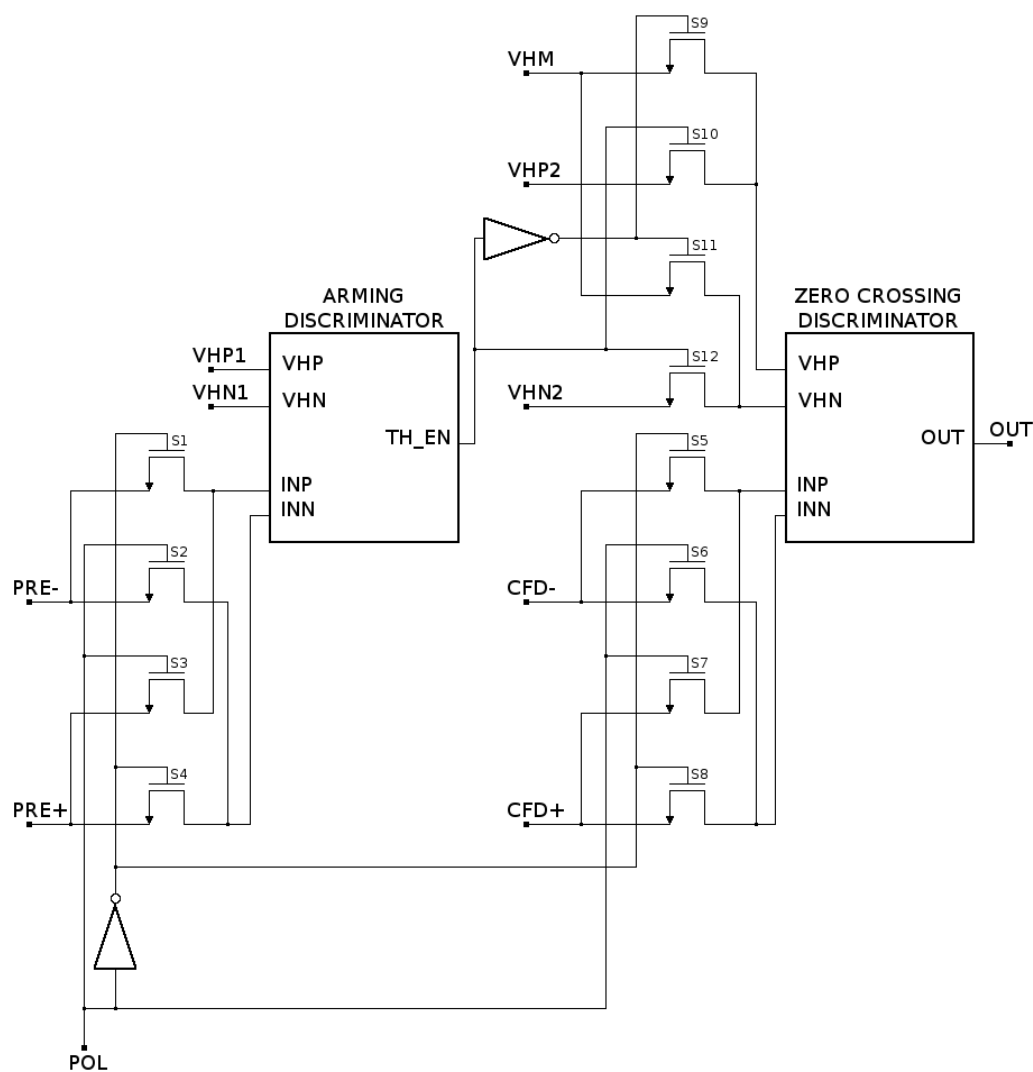 S9
VHM
S10
VHP2
S11
ARMING
DISCRIMINATOR
ZERO CROSSING
DISCRIMINATOR
VHP1
VHP
S12
VHP
VHN1
VHN
VHN2
VHN
S1
TH_EN
S5
OUT
OUT
INP
INP
INN
INN
S2
S6
PRE-
CFD-
S3
S7
S4
S8
PRE+
CFD+
POL